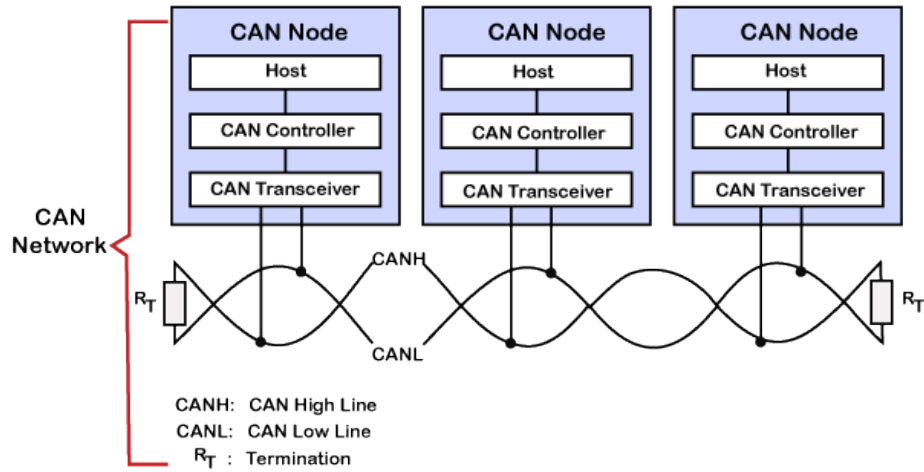 CAN Node
Host
CAN Controller
CAN Transceiver
CAN Node
Host
CAN Controller
CAN Transceiver
CAN Node
Host
CAN Controller
CAN Transceiver
CAN
Network
RT
CANH
CANL
RT
CANH: CAN High Line
CANL: CAN Low Line
RT : Termination